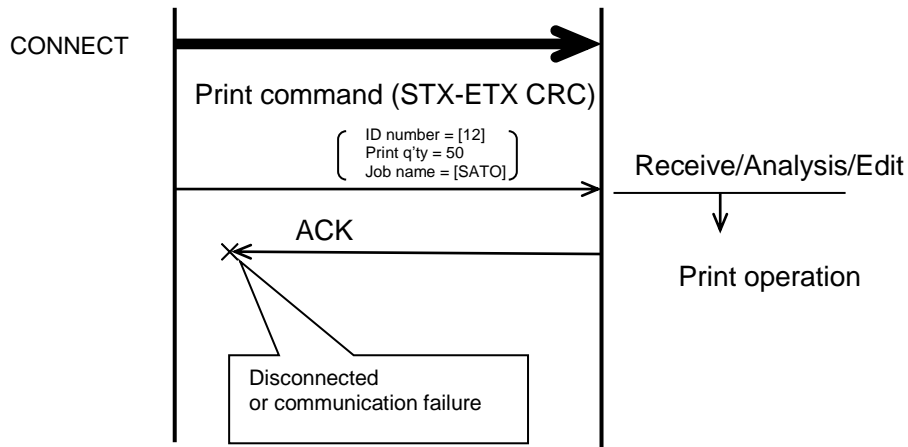 CONNECT
Print command (STX-ETX CRC)
ID number = [12]
Print q'ty = 50
Job name = [SATO]
Receive/Analysis/Edit
ACK
Print operation
Disconnected
or communication failure